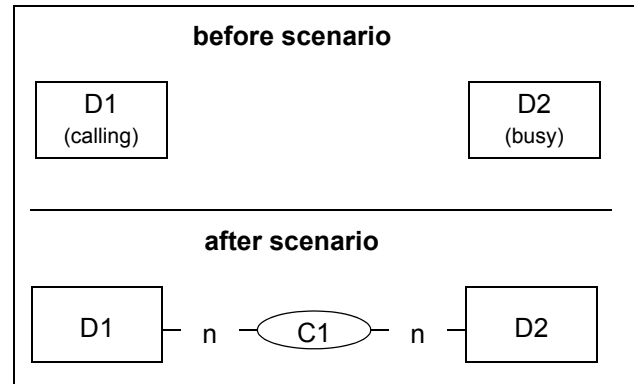 before scenario
D1 D2
(calling) (busy)
after scenario
D1 n C1 n D2